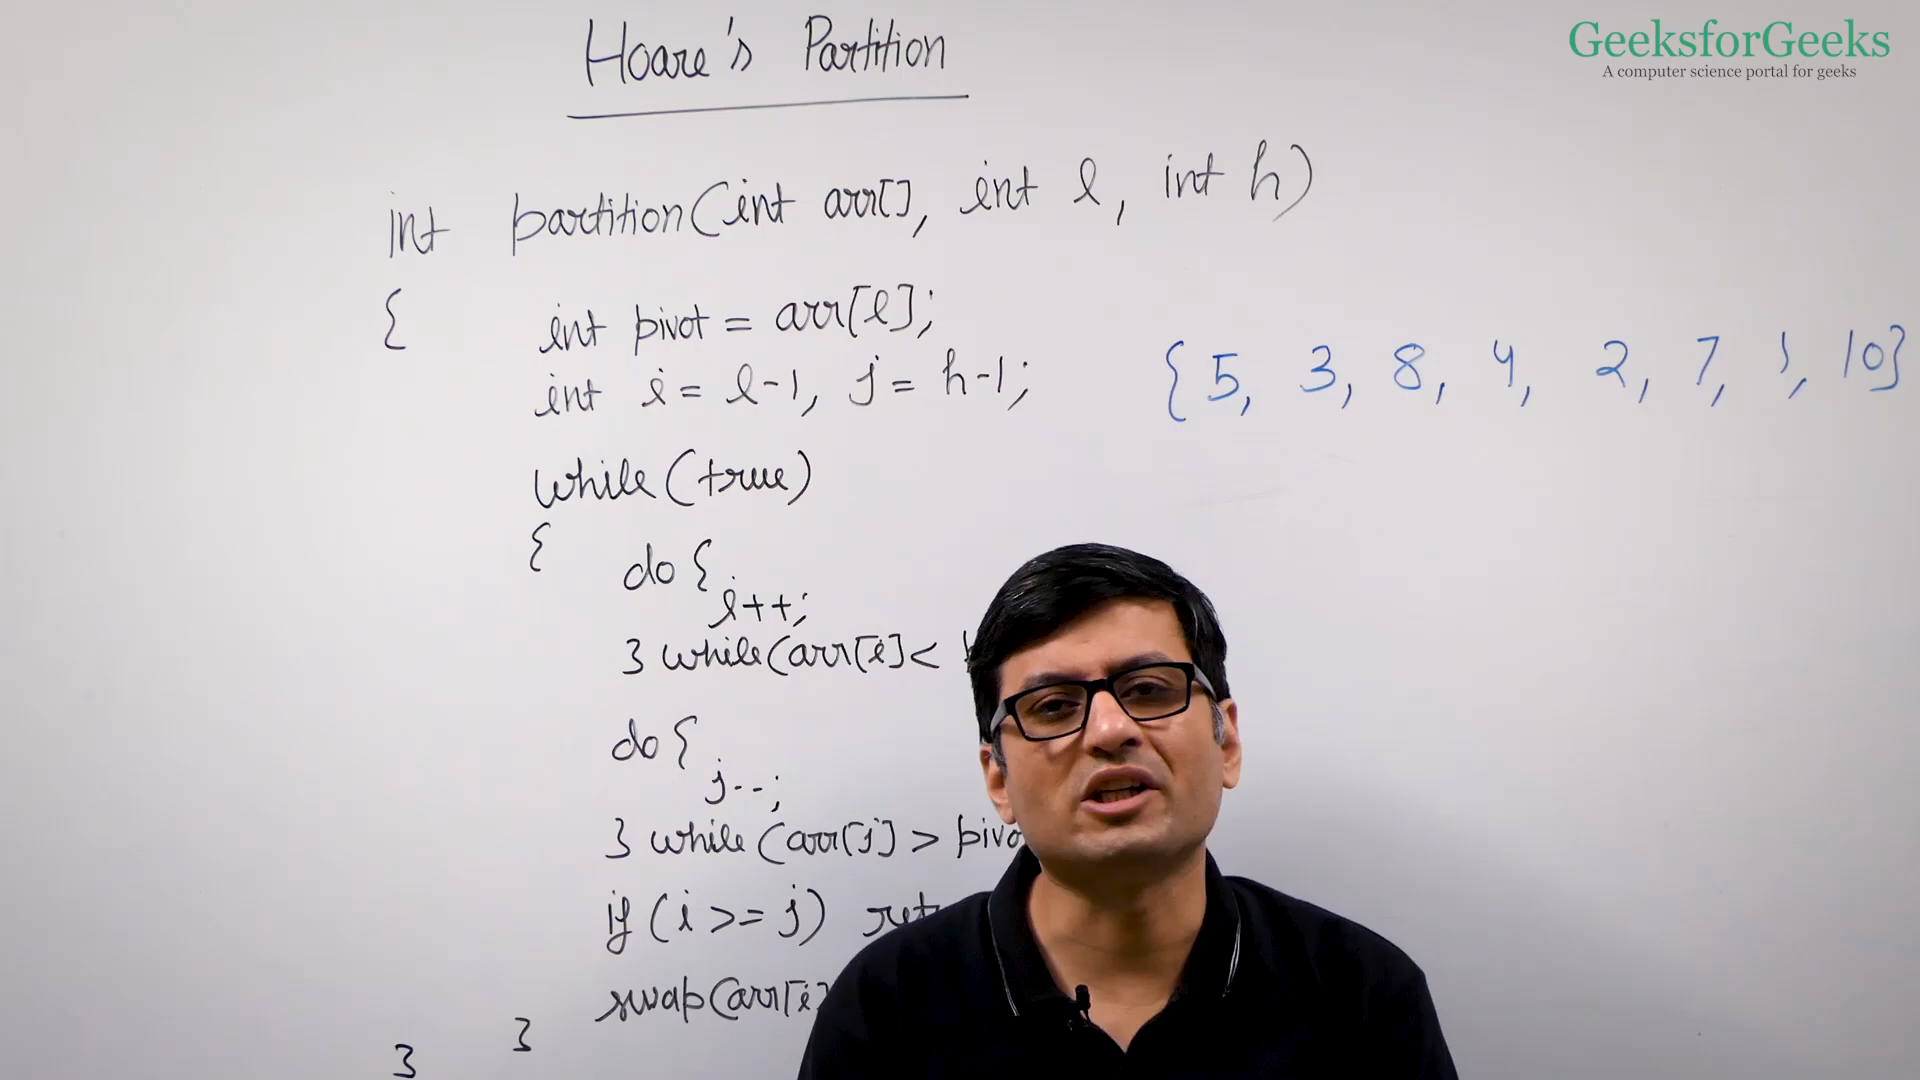 Hoare's Partition
GeeksforGeeks
A computer science portal for geeks
int partition(int arr[], int l, int h)
{
int pivot = arr[l];
int i = l-1, j = h-1;
{ 5, 3, 8, 4, 2, 7, 1, 10}
while(true)
{
do {
i++;
} while(arr[i] <
do {
j--;
} while (arr[j] >
if (i >= j)
swap(arr[i]
}
}